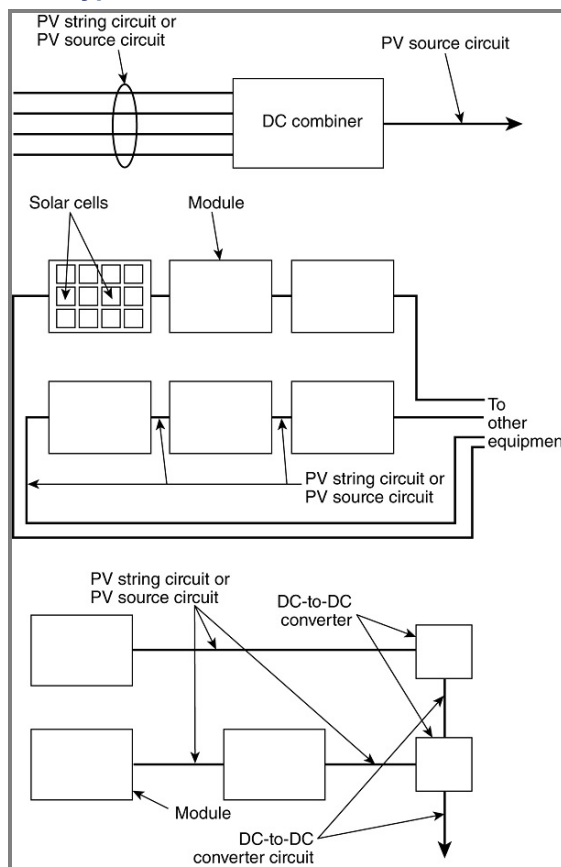 PV string circuit or
PV source circuit
PV source circuit
DC combiner
Solar cells
Module
To
other
equipmen
PV string circuit or
PV source circuit
PV string circuit or
PV source circuit
DC-to-DC
converter
Module
DC-to-DC
converter circuit